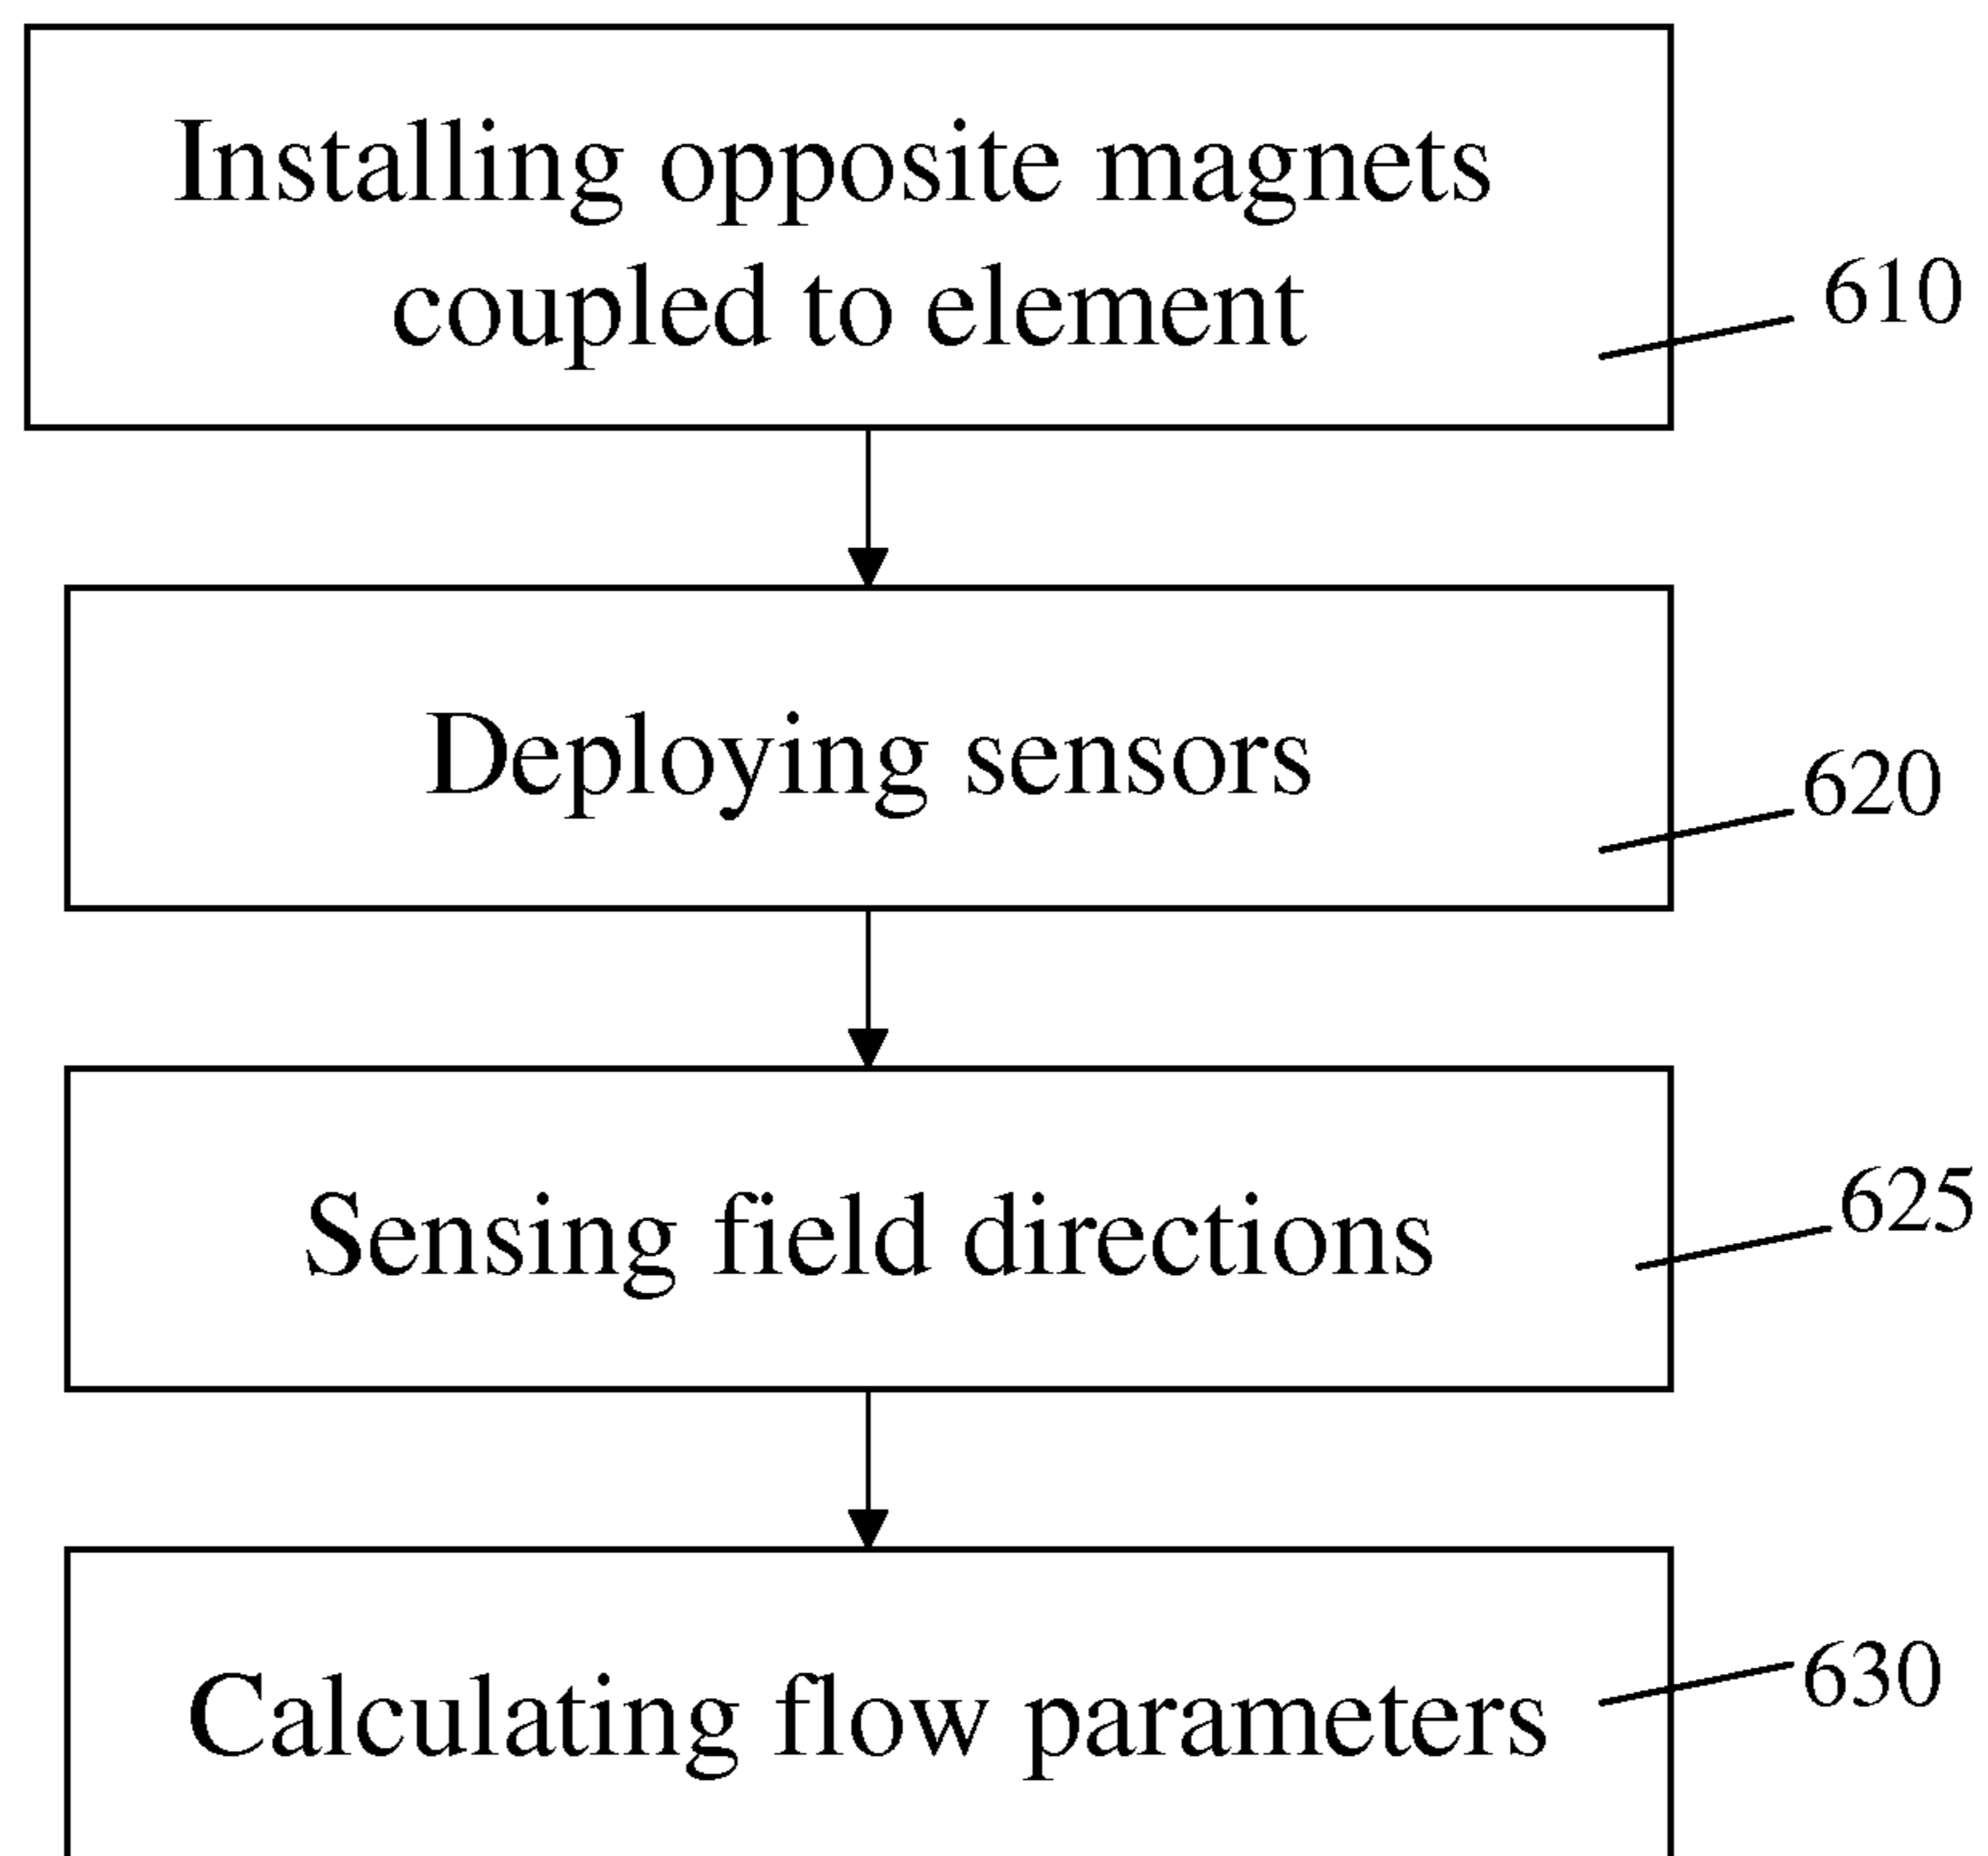 Installing opposite magnets
coupled to element
610
Deploying sensors
620
Sensing field directions
625
Calculating flow parameters
630